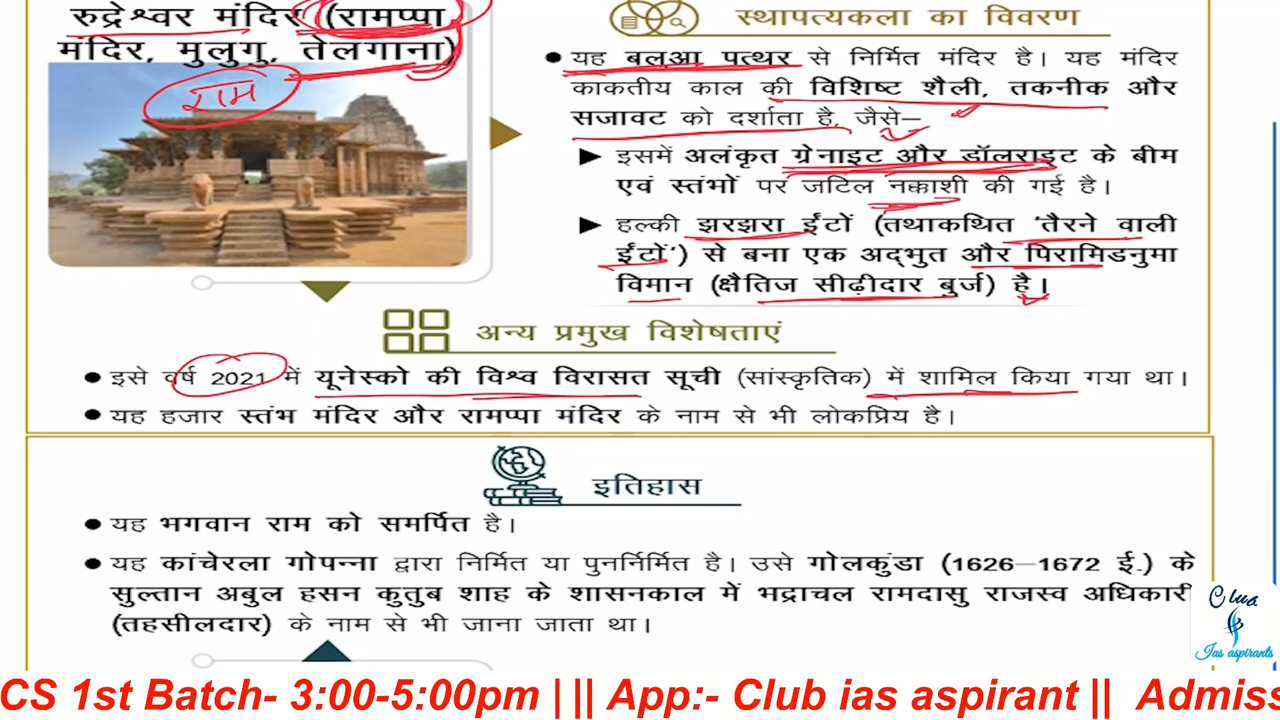 रुद्रेश्वर मंदिर (रामप्पा
मंदिर, मुलुगु, तेलगाना)
राम
स्थापत्यकला का विवरण
● यह बलुआ पत्थर से निर्मित मंदिर है। यह मंदिर
काकतीय काल की विशिष्ट शैली, तकनीक और
सजावट को दर्शाता है, जैसे–
▶ इसमें अलंकृत ग्रेनाइट और डॉलराइट के बीम
एवं स्तंभों पर जटिल नक्काशी की गई है।
▶ हल्की झरझरा ईंटों (तथाकथित 'तैरने वाली
ईंटों') से बना एक अद्भुत और पिरामिडनुमा
विमान (क्षैतिज सीढ़ीदार बुर्ज) है।
अन्य प्रमुख विशेषताएं
● इसे वर्ष 2021 में यूनेस्को की विश्व विरासत सूची (सांस्कृतिक) में शामिल किया गया था।
● यह हजार स्तंभ मंदिर और रामप्पा मंदिर के नाम से भी लोकप्रिय है।
इतिहास
● यह भगवान राम को समर्पित है।
● यह कांचेरला गोपन्ना द्वारा निर्मित या पुनर्निर्मित है। उसे गोलकुंडा (1626–1672 ई.) के
सुल्तान अबुल हसन कुतुब शाह के शासनकाल में भद्राचल रामदासु राजस्व अधिकारी
(तहसीलदार) के नाम से भी जाना जाता था।
Club
Ias aspirants
CS 1st Batch- 3:00-5:00pm | || App:- Club ias aspirant || Admiss